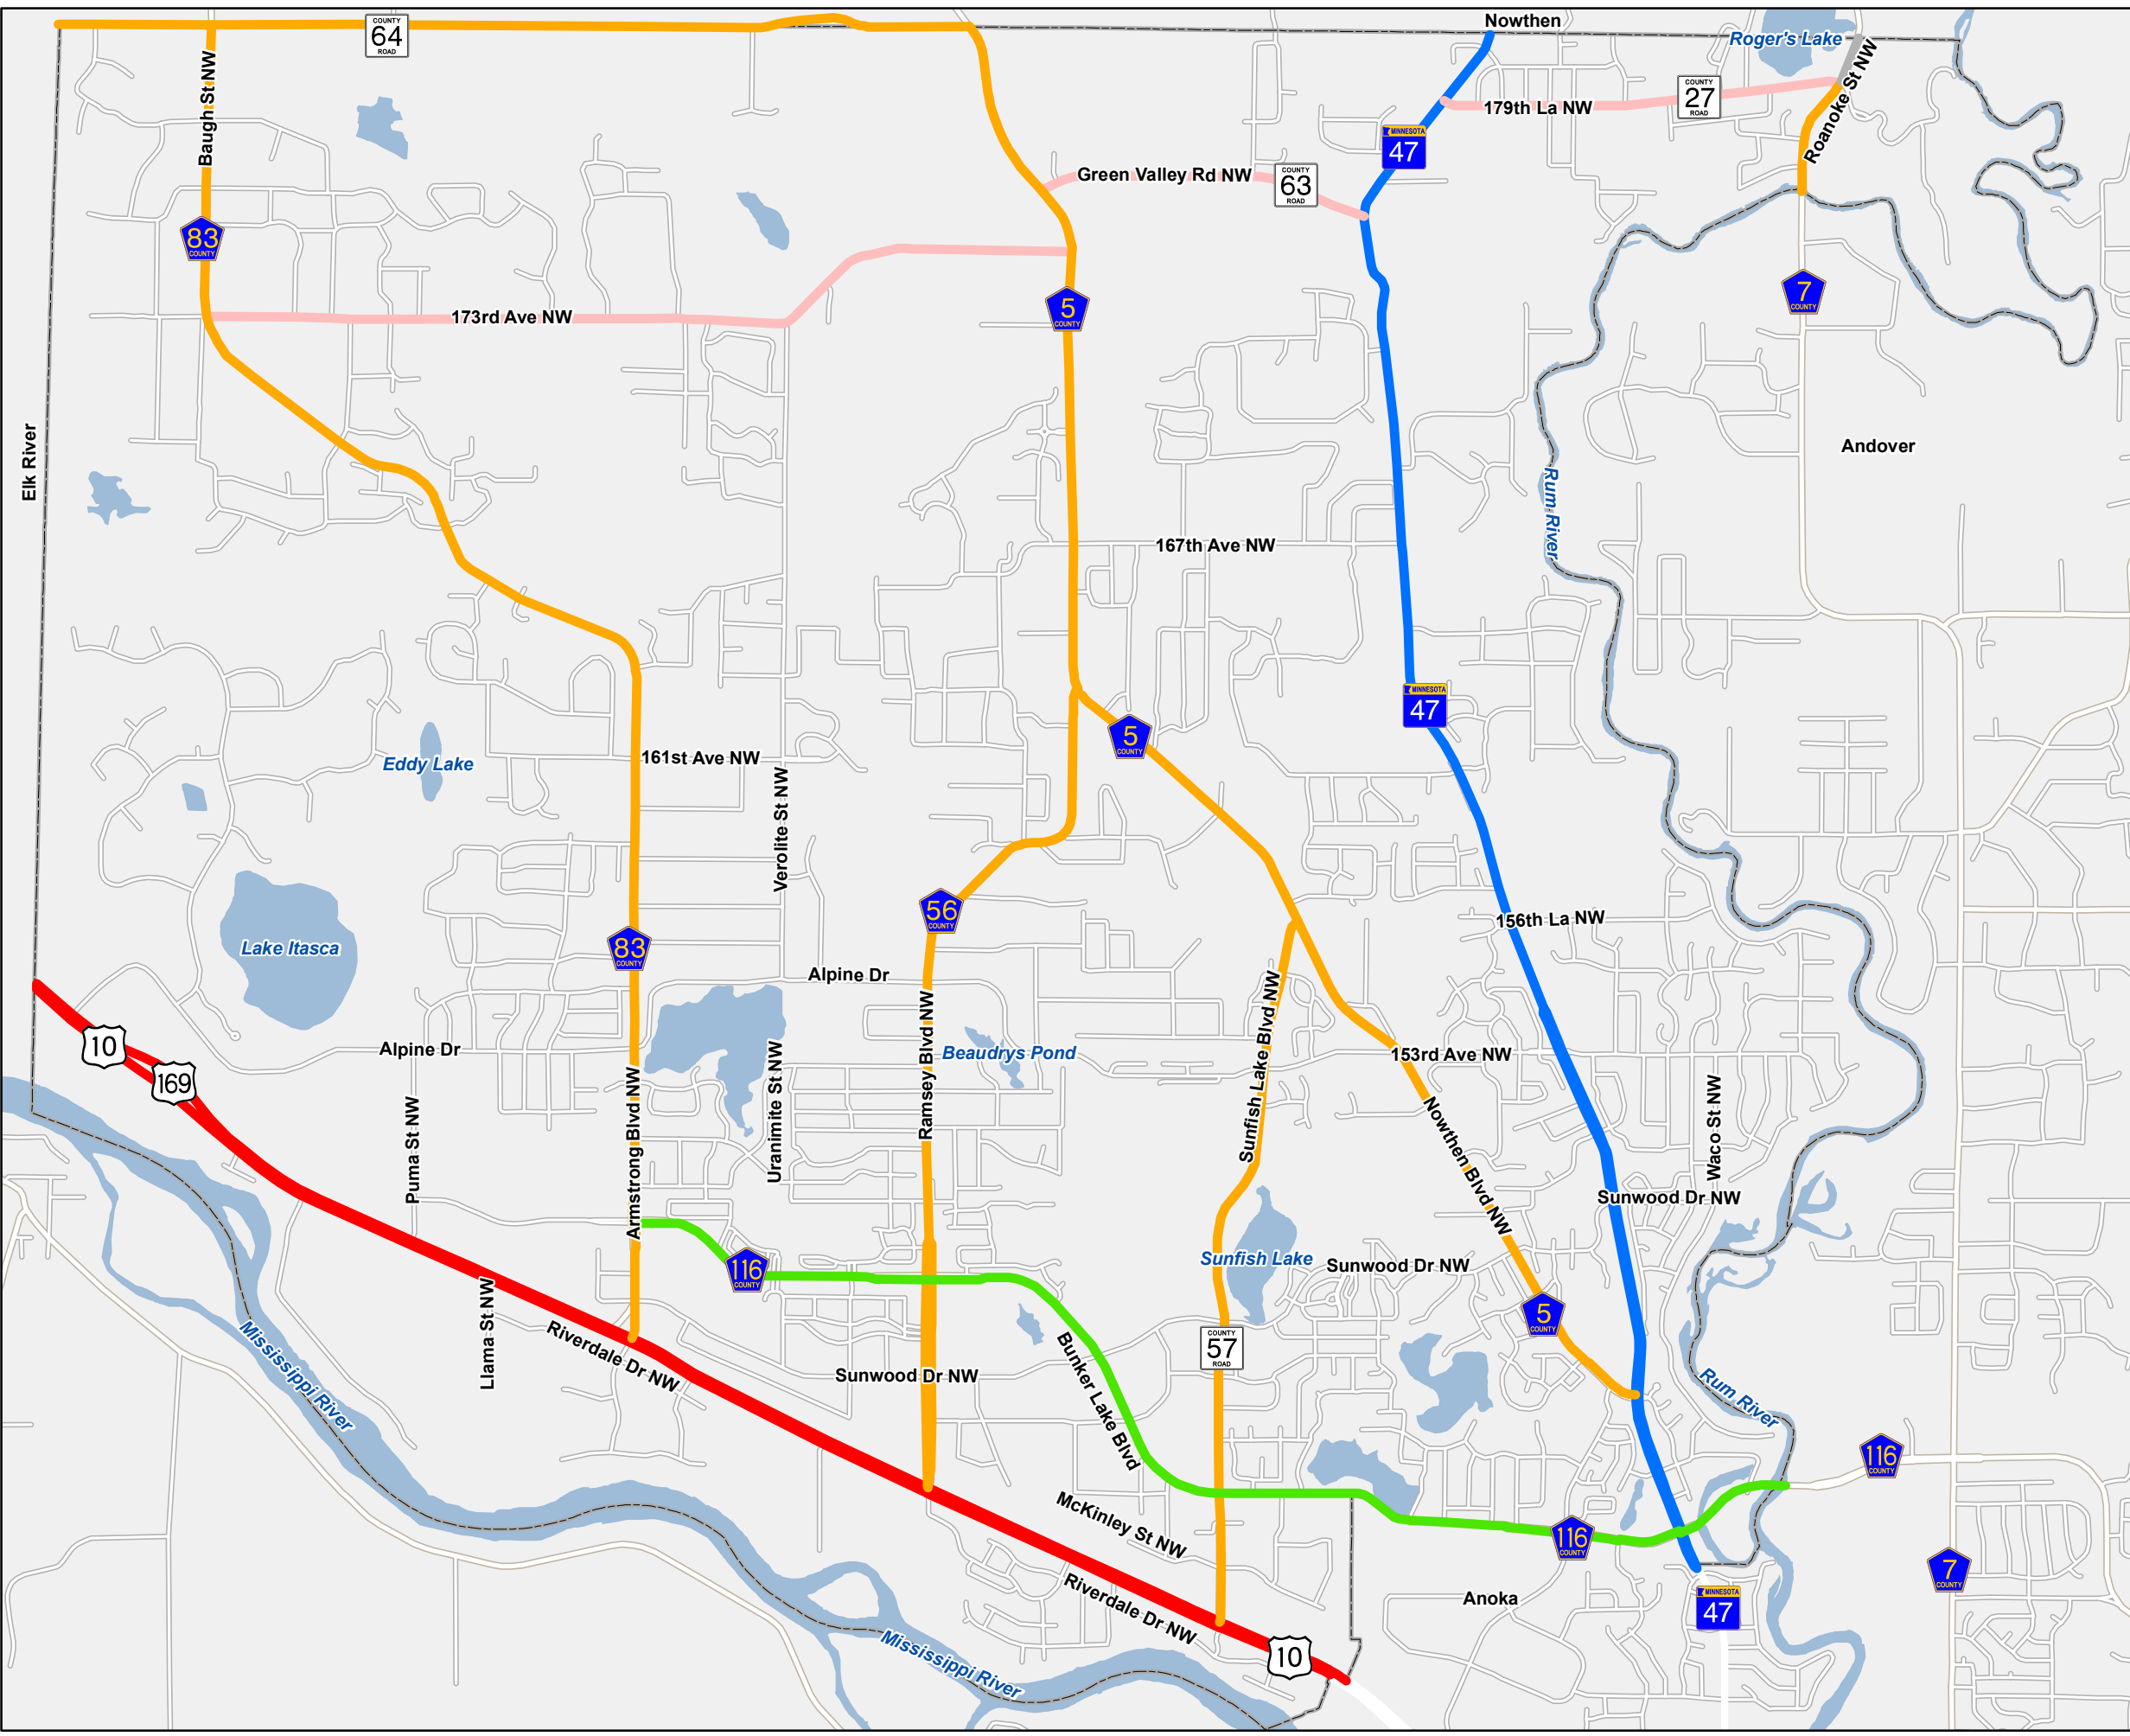 Nowthen
COUNTY
64
ROAD
Roger's Lake
Baugh St NW
179th La NW
COUNTY
27
ROAD
Roanoke St NW
MINNESOTA
47
Green Valley Rd NW
COUNTY
63
ROAD
83
COUNTY
7
COUNTY
5
COUNTY
173rd Ave NW
Elk River
Andover
Rum River
167th Ave NW
MINNESOTA
47
5
COUNTY
161st Ave NW
Eddy Lake
Verolite St NW
56
COUNTY
156th La NW
Lake Itasca
83
COUNTY
Alpine Dr
10
169
Alpine Dr
Beaudrys Pond
153rd Ave NW
Puma St NW
Armstrong Blvd NW
Uranimite St NW
Ramsey Blvd NW
Sunfish Lake Blvd NW
Nowthen Blvd NW
Waco St NW
Sunwood Dr NW
116
COUNTY
Sunfish Lake
Sunwood Dr NW
5
COUNTY
Llama St NW
Riverdale Dr NW
Mississippi River
Sunwood Dr NW
Bunker Lake Blvd
COUNTY
57
ROAD
Rum River
116
COUNTY
McKinley St NW
116
COUNTY
7
COUNTY
Riverdale Dr NW
Anoka
MINNESOTA
47
Mississippi River
10